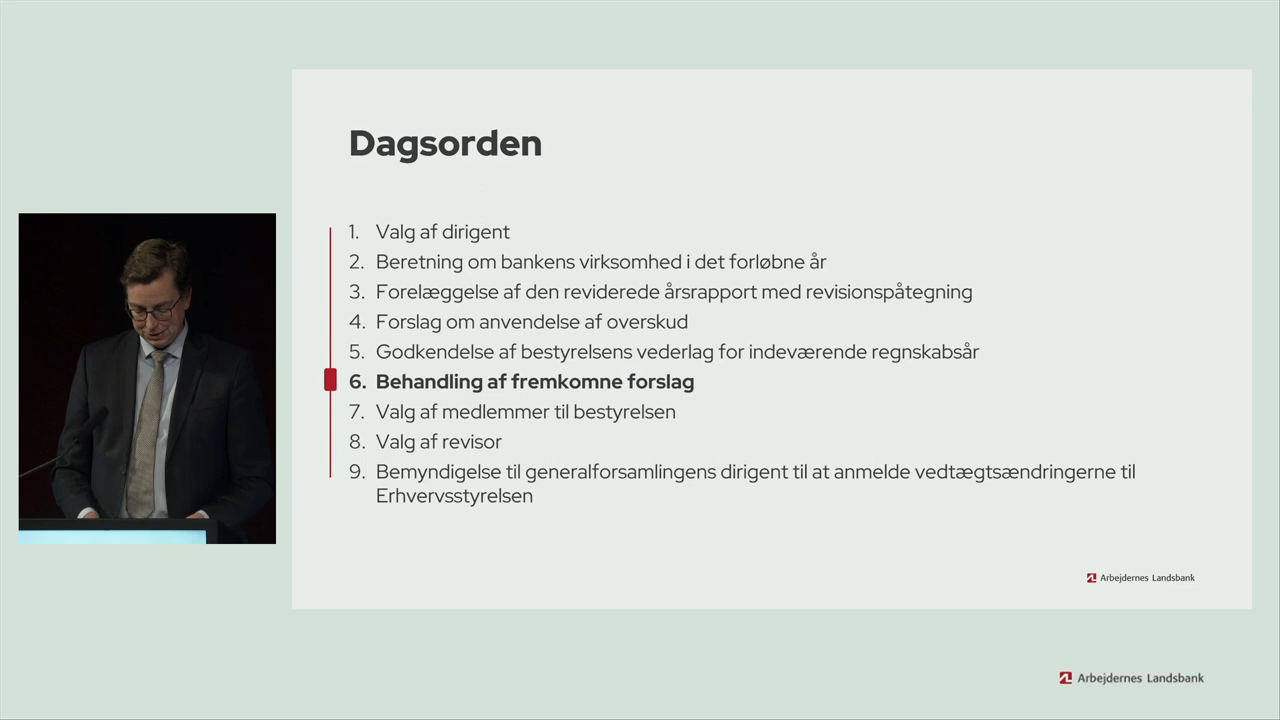 Dagsorden
1. Valg af dirigent
2. Beretning om bankens virksomhed i det forløbne år
3. Forelæggelse af den reviderede årsrapport med revisionspåtegning
4. Forslag om anvendelse af overskud
5. Godkendelse af bestyrelsens vederlag for indeværende regnskabsår
6. Behandling af fremkomne forslag
7. Valg af medlemmer til bestyrelsen
8. Valg af revisor
9. Bemyndigelse til generalforsamlingens dirigent til at anmelde vedtægtsændringerne til
Erhvervsstyrelsen
Arbejdernes Landsbank
Arbejdernes Landsbank